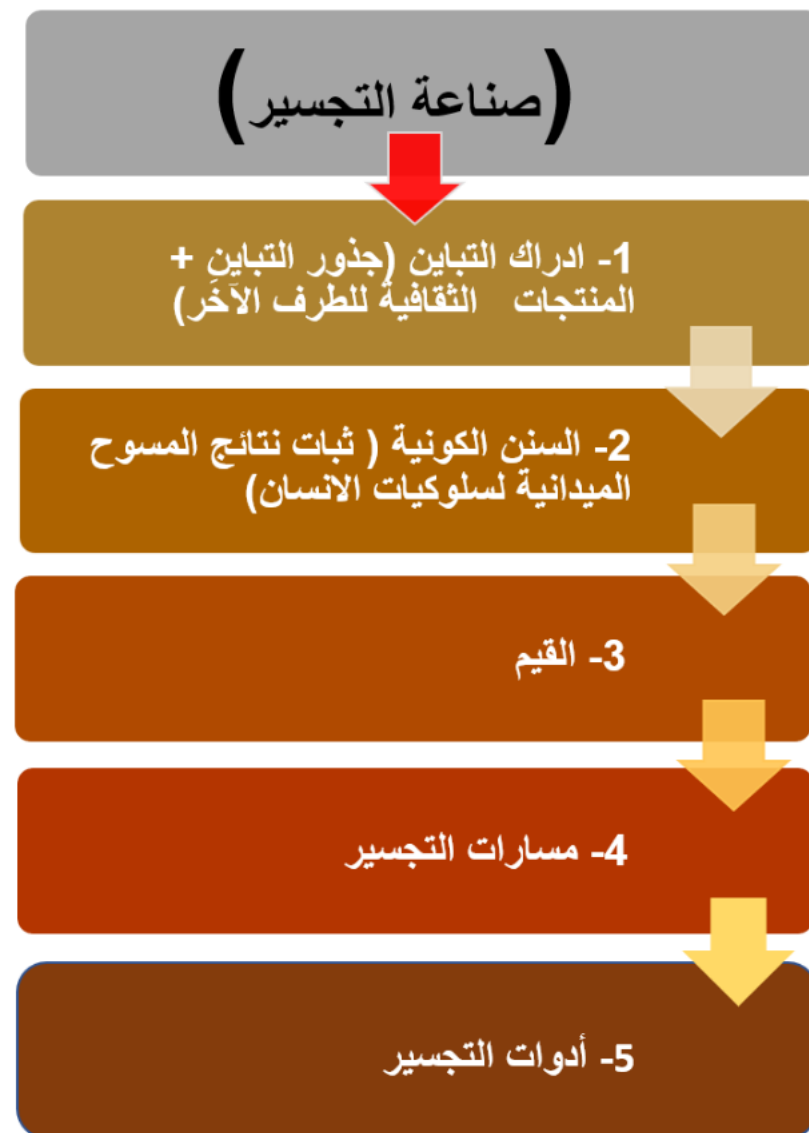 (صناعة التجسير)
1- ادراك التباين (جذور التباين +
المنتجات الثقافية للطرف الآخَر)
2- السنن الكونية ( ثبات نتائج المسوح
الميدانية لسلوكيات الانسان)
3- القيم
4- مسارات التجسير
5- أدوات التجسير